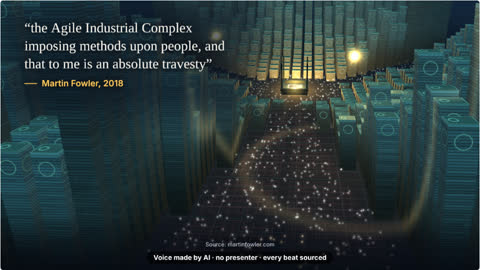 “the Agile Industrial Complex
imposing methods upon people, and
that to me is an absolute travesty”
— Martin Fowler, 2018
Source: martinfowler.com
Voice made by AI · no presenter · every beat sourced